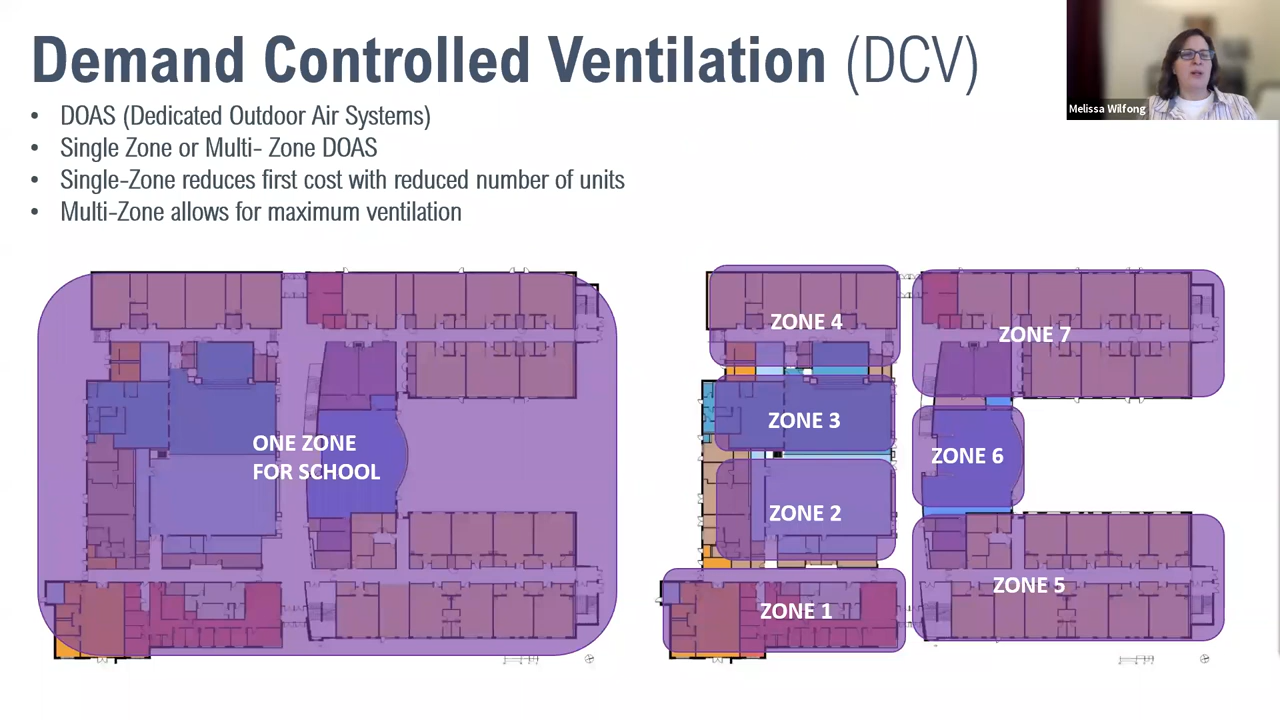 Demand Controlled Ventilation (DCV)
Melissa Wilfong
• DOAS (Dedicated Outdoor Air Systems)
• Single Zone or Multi- Zone DOAS
• Single-Zone reduces first cost with reduced number of units
• Multi-Zone allows for maximum ventilation
ONE ZONE
FOR SCHOOL
ZONE 4
ZONE 7
ZONE 3
ZONE 6
ZONE 2
ZONE 5
ZONE 1